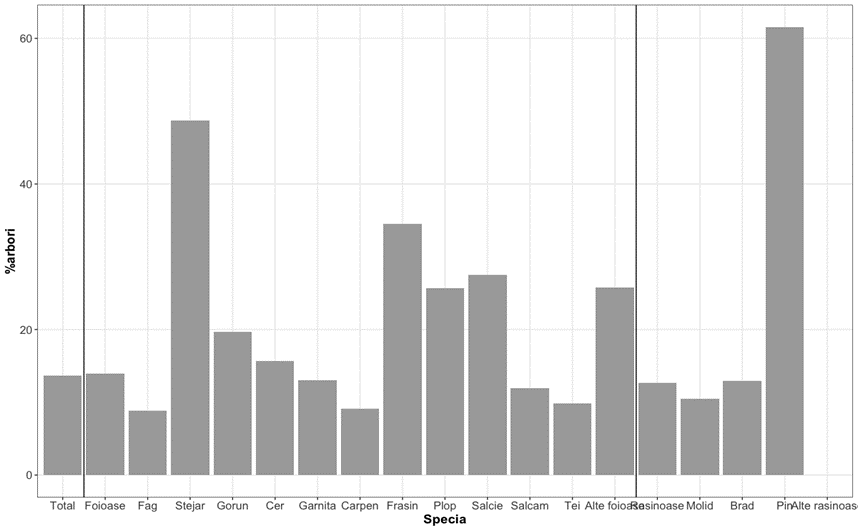 %arbori
60
40
20
0
Total Foioase Fag Stejar Gorun Cer Garnita Carpen Frasin Plop Salcie Salcam Tei Alte foioase Rasinoase Molid Brad Pin Alte rasinoas
Specia